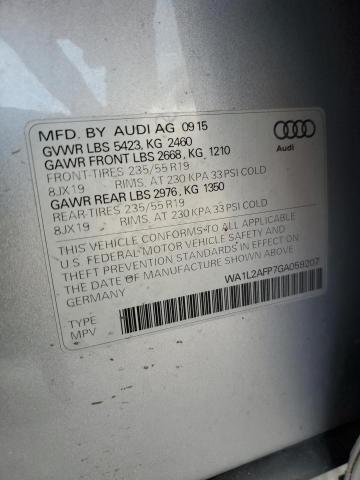 MFD. BY AUDI AG 09 15
GVWR LBS 5423, KG 2460
GAWR FRONT LBS 2668, KG 1210
FRONT-TIRES 235/55 R19
8JX19 RIMS, AT 230 KPA 33 PSI COLD
GAWR REAR LBS 2976, KG 1350
REAR-TIRES 235/55 R19
8JX19 RIMS, AT 230 KPA 33 PSI COLD
Audi
THIS VEHICLE CONFORMS TO ALL APPLICABLE
U.S. FEDERAL MOTOR VEHICLE SAFETY AND
THEFT PREVENTION STANDARDS IN EFFECT ON
THE DATE OF MANUFACTURE SHOWN ABOVE
GERMANY
WA1L2AFP7GA059207
TYPE
MPV